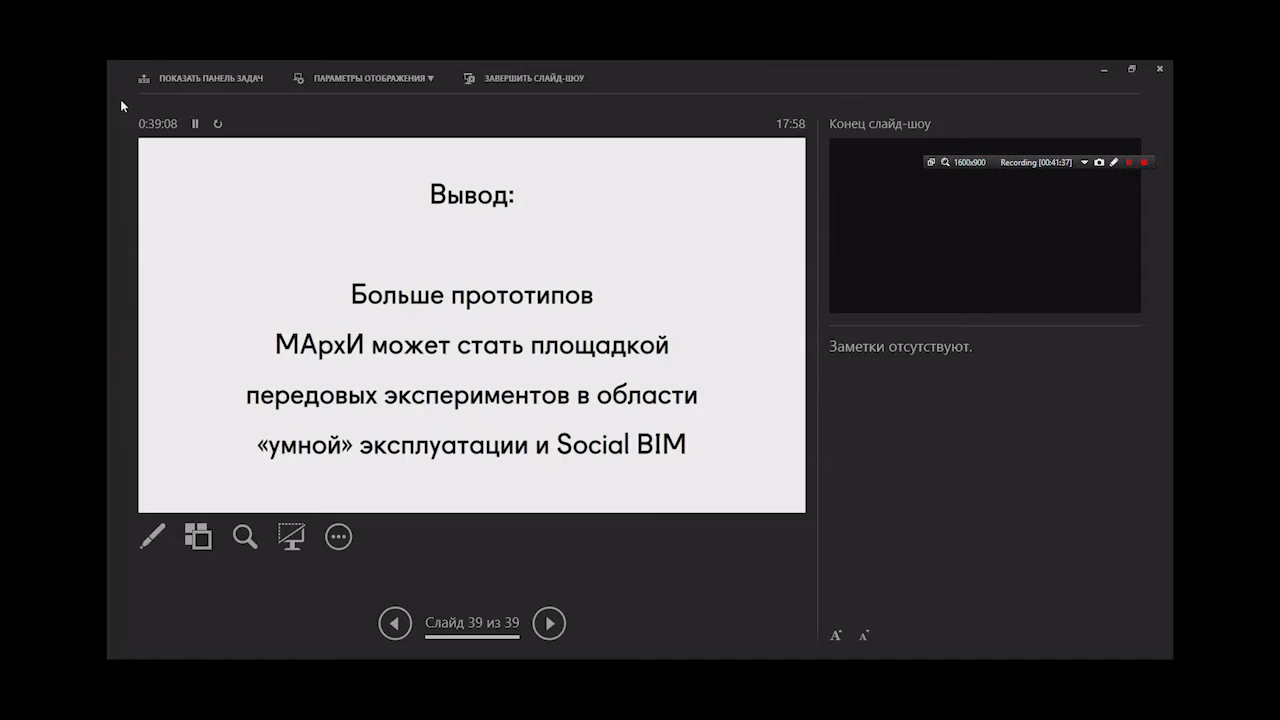 ПОКАЗАТЬ ПАНЕЛЬ ЗАДАЧ
ПАРАМЕТРЫ ОТОБРАЖЕНИЯ ▼
ЗАВЕРШИТЬ СЛАЙД-ШОУ
0:39:08
17:58
Конец слайд-шоу
1600x900
Recording [00:41:37]
Вывод:
Больше прототипов
МАрхИ может стать площадкой
передовых экспериментов в области
«умной» эксплуатации и Social BIM
Заметки отсутствуют.
Слайд 39 из 39
A A